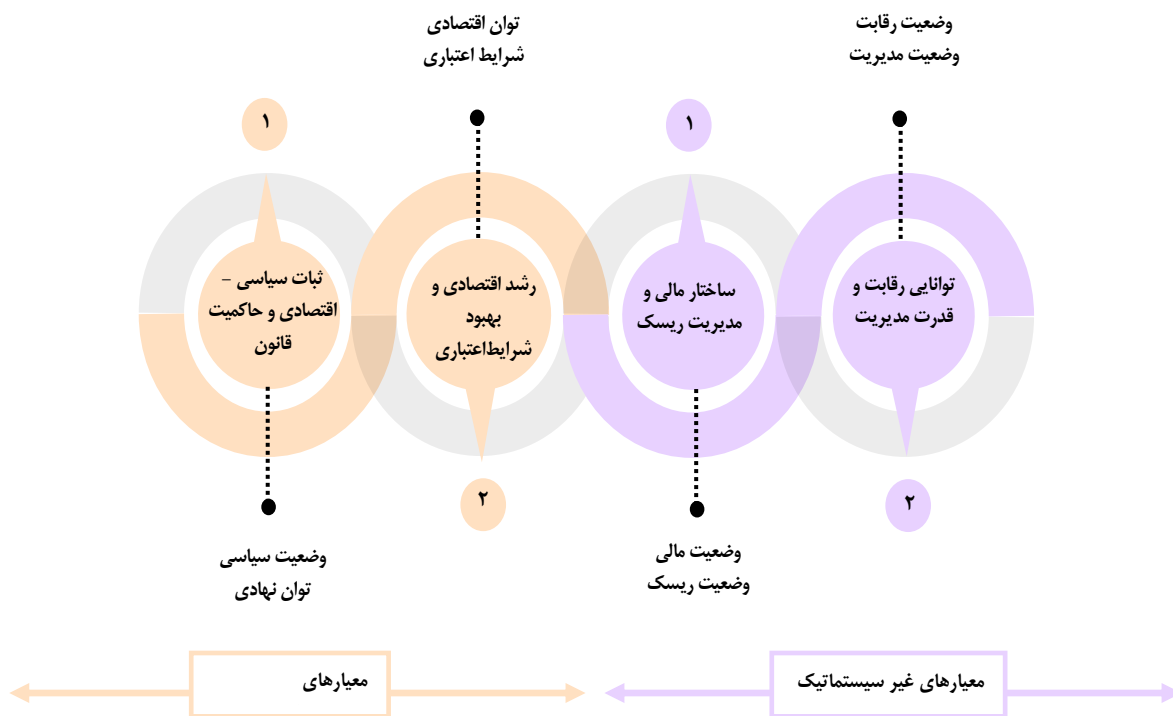 توان اقتصادی
شرایط اعتباری
وضعیت رقابت
وضعیت مدیریت
۱
۱
ثبات سیاسی –
اقتصادی و حاکمیت
قانون
رشد اقتصادی و
بهبود
شرایط‌اعتباری
ساختار مالی و
مدیریت ریسک
توانایی رقابت و
قدرت مدیریت
۲
۲
وضعیت سیاسی
توان نهادی
وضعیت مالی
وضعیت ریسک
معیارهای
معیارهای غیر سیستماتیک